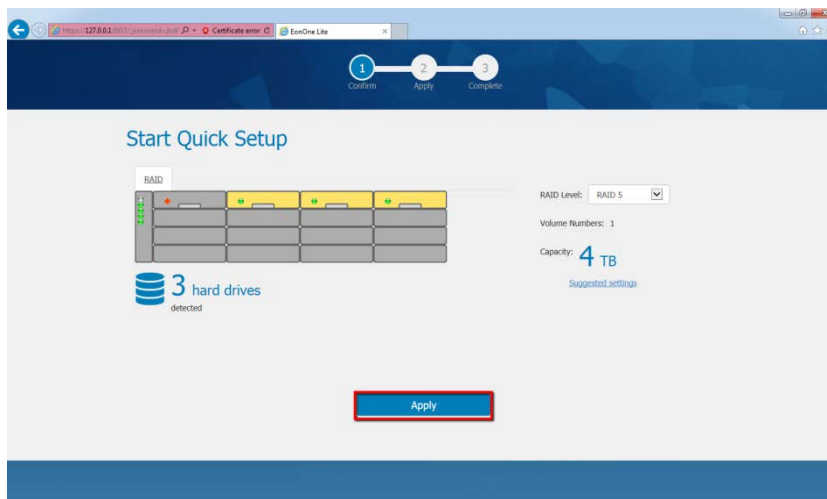 Certificate error
EonOne Lite
1
2
3
Confirm
Apply
Complete
Start Quick Setup
RAID
RAID Level: RAID 5
Volume Numbers: 1
Capacity: 4 TB
Suggested settings
3 hard drives
detected
Apply